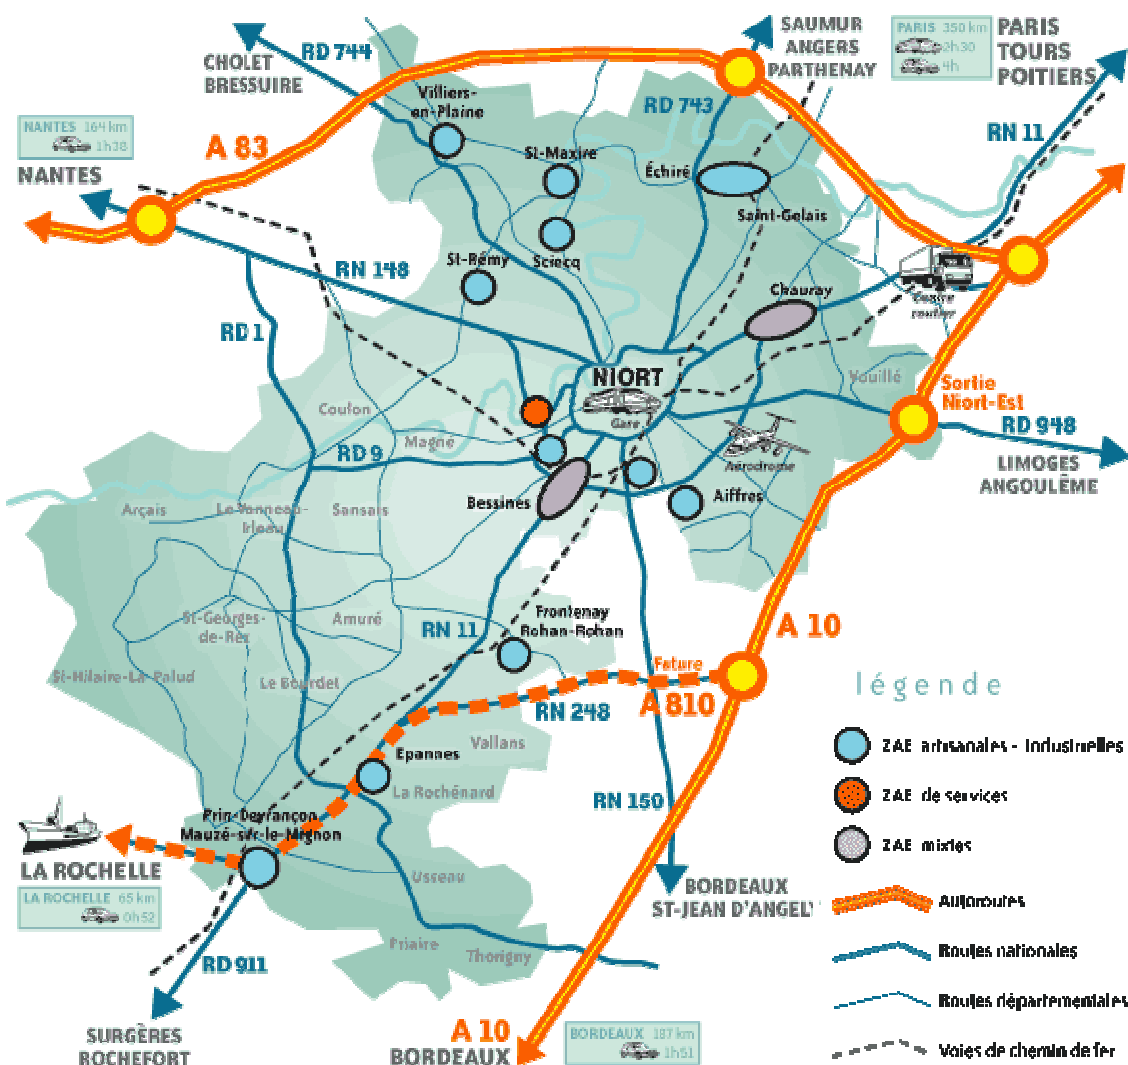 CHOLET
BRESSUIRE
RD 744
SAUMUR
ANGERS
PARTHENAY
PARIS 350 km
2h30
4h
PARIS
TOURS
POITIERS
Villiers-
en-Plaine
RD 743
RN 11
NANTES 164 km
1h38
NANTES
A 83
St-Maxire
Échiré
Saint-Gelais
St-Rémy
Sciecq
RN 148
Chauray
Centre
routier
RD 1
NIORT
Gare
Vouillé
Sortie
Niort-Est
RD 948
LIMOGES
ANGOULÊME
Coulon
Magné
RD 9
Aérodrome
Bessines
Aiffres
Arçais
Le Vanneau-
Irleau
Sansais
St-Georges-
de-Rex
Amuré
RN 11
Frontenay
Rohan-Rohan
A 10
St-Hilaire-La-Palud
Le Bourdet
Future
A 810
RN 248
légende
Epannes
Vallans
La Rochénard
ZAE artisanales - industrielles
RN 150
ZAE de services
Prin-Deyrançon
Mauzé-sur-le-Mignon
ZAE mixtes
LA ROCHELLE
LA ROCHELLE 65 km
0h52
Usseau
BORDEAUX
ST-JEAN D'ANGELY
Autoroutes
Priaire
Thorigny
Routes nationales
RD 911
Routes départementales
SURGÈRES
ROCHEFORT
A 10
BORDEAUX
BORDEAUX 187 km
1h51
Voies de chemin de fer